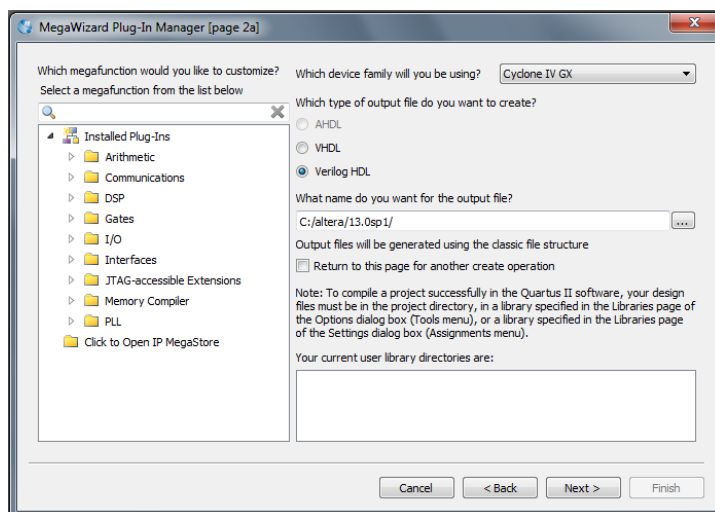 MegaWizard Plug-In Manager [page 2a]
Which megafunction would you like to customize?
Select a megafunction from the list below
Installed Plug-Ins
Arithmetic
Communications
DSP
Gates
I/O
Interfaces
JTAG-accessible Extensions
Memory Compiler
PLL
Click to Open IP MegaStore
Which device family will you be using?
Cyclone IV GX
Which type of output file do you want to create?
AHDL
VHDL
Verilog HDL
What name do you want for the output file?
C:/altera/13.0sp1/
...
Output files will be generated using the classic file structure
Return to this page for another create operation
Note: To compile a project successfully in the Quartus II software, your design
files must be in the project directory, in a library specified in the Libraries page of
the Options dialog box (Tools menu), or a library specified in the Libraries page
of the Settings dialog box (Assignments menu).
Your current user library directories are:
Cancel
< Back
Next >
Finish